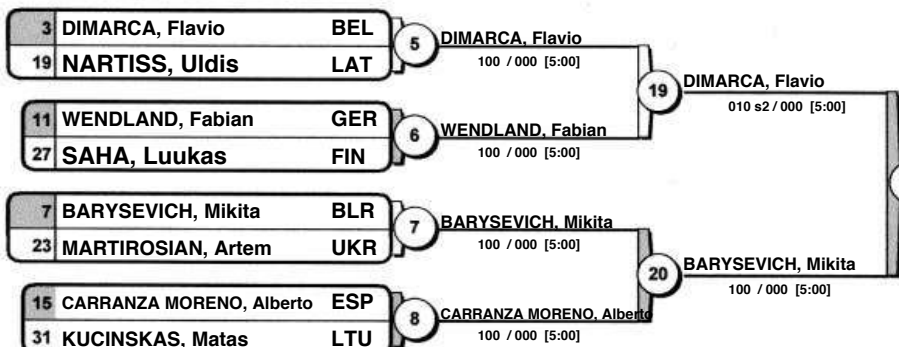 3 DIMARCA, Flavio BEL
19 NARTISS, Uldis LAT
5
DIMARCA, Flavio
100 / 000 [5:00]
11 WENDLAND, Fabian GER
27 SAHA, Luukas FIN
6
WENDLAND, Fabian
100 / 000 [5:00]
19
DIMARCA, Flavio
010 s2 / 000 [5:00]
7 BARYSEVICH, Mikita BLR
23 MARTIROSIAN, Artem UKR
7
BARYSEVICH, Mikita
100 / 000 [5:00]
15 CARRANZA MORENO, Alberto ESP
31 KUCINSKAS, Matas LTU
8
CARRANZA MORENO, Alberto
100 / 000 [5:00]
20
BARYSEVICH, Mikita
100 / 000 [5:00]